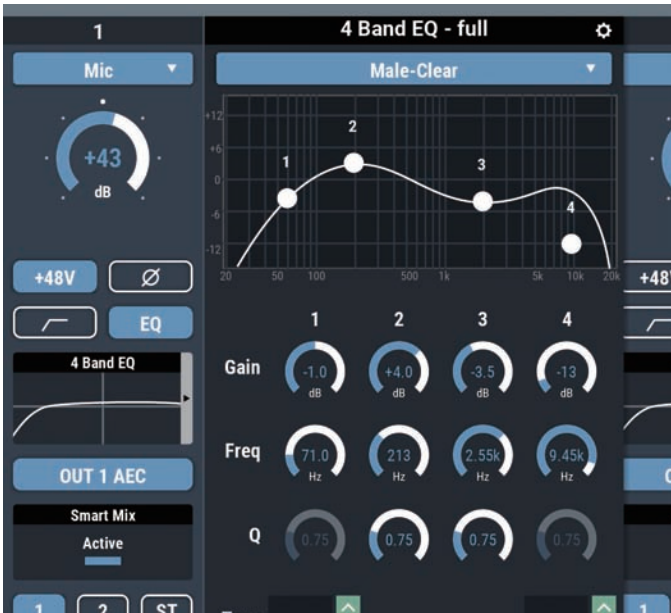 1
4 Band EQ - full
Mic
Male-Clear
+43
dB
+12
+6
0
-6
-12
1
2
3
4
20
50
100
500
1k
5k
10k
20k
+48V
Ø
EQ
4 Band EQ
OUT 1 AEC
Smart Mix
Active
1
2
ST
1
2
3
4
Gain
-1.0
dB
+4.0
dB
-3.5
dB
-13
dB
Freq
71.0
Hz
213
Hz
2.55k
Hz
9.45k
Hz
Q
0.75
0.75
0.75
0.75
+48
1